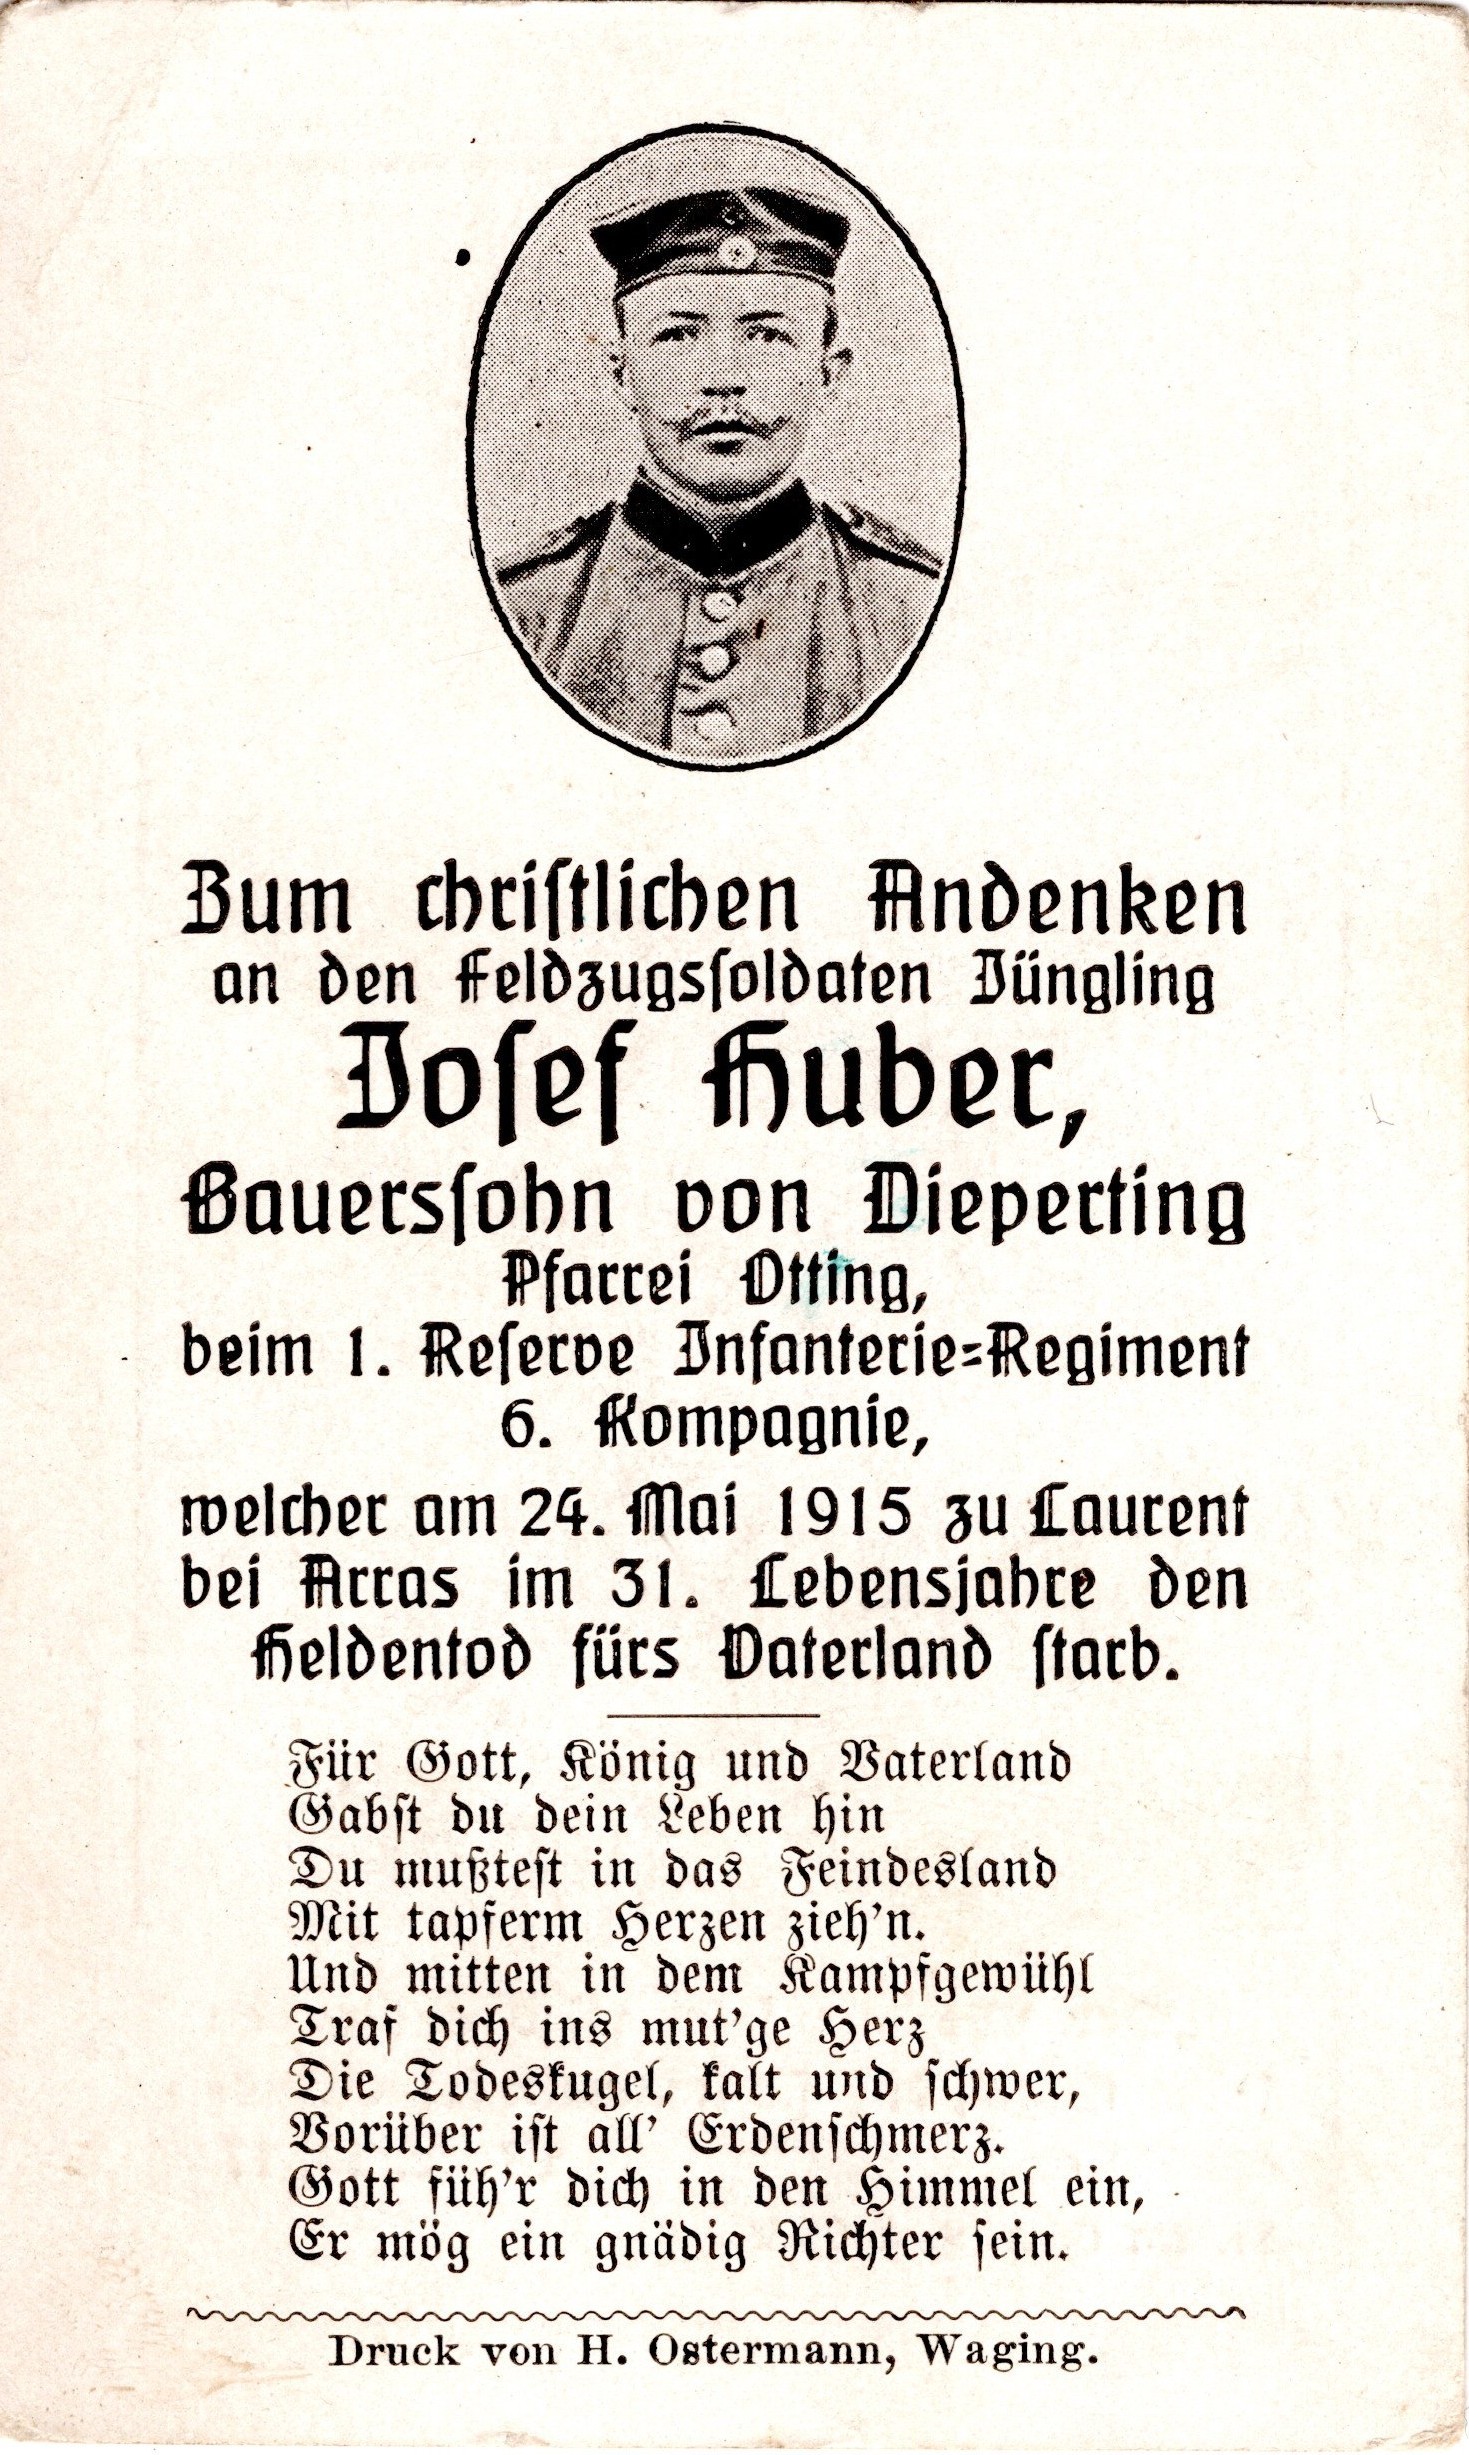 Zum christlichen Andenken
an den Feldzugssoldaten Jüngling
Josef Huber,
Bauerssohn von Dieperting
Pfarrei Otting,
beim 1. Reserve Infanterie=Regiment
6. Kompagnie,
welcher am 24. Mai 1915 zu Laurent
bei Arras im 31. Lebensjahre den
Heldentod fürs Vaterland starb.
Für Gott, König und Vaterland
Gabst du dein Leben hin
Du mußtest in das Feindesland
Mit tapferm Herzen zieh'n.
Und mitten in dem Kampfgewühl
Traf dich ins mut'ge Herz
Die Todeskugel, kalt und schwer,
Vorüber ist all' Erdenschmerz.
Gott füh'r dich in den Himmel ein,
Er mög ein gnädig Richter sein.
Druck von H. Ostermann, Waging.